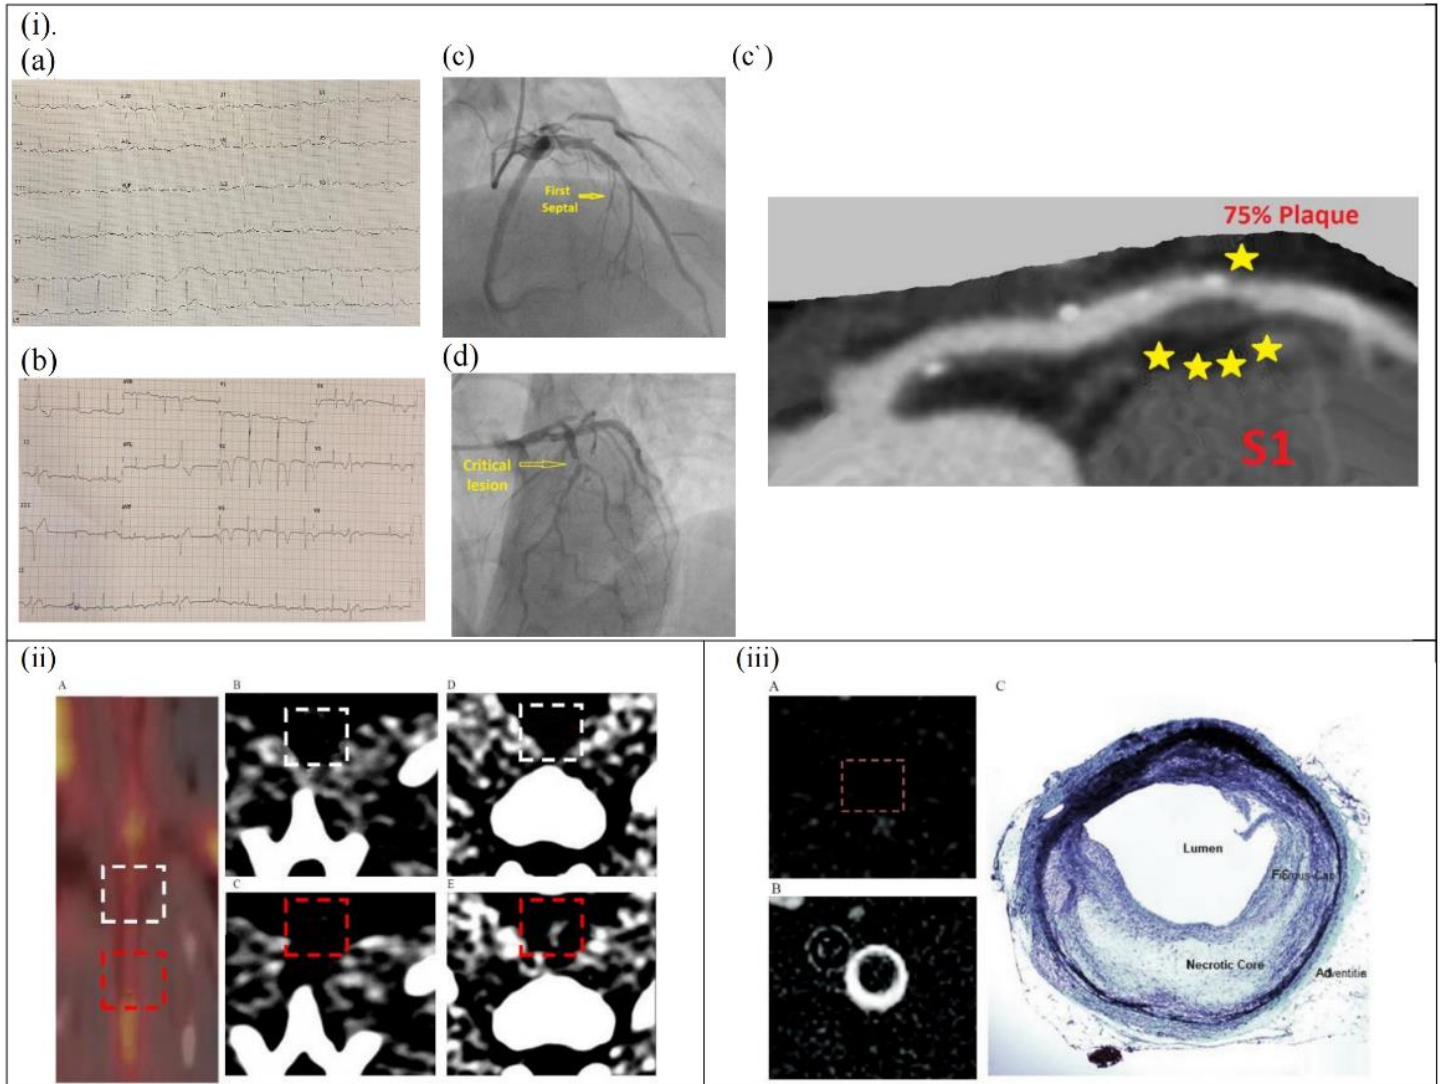 (i).
(a)
(c)
(c`)
First
Septal
75% Plaque
S1
(b)
(d)
Critical
lesion
(ii)
A
B
D
C
E
(iii)
A
C
B
Lumen
Fibrous Cap
Necrotic Core
Adventitia